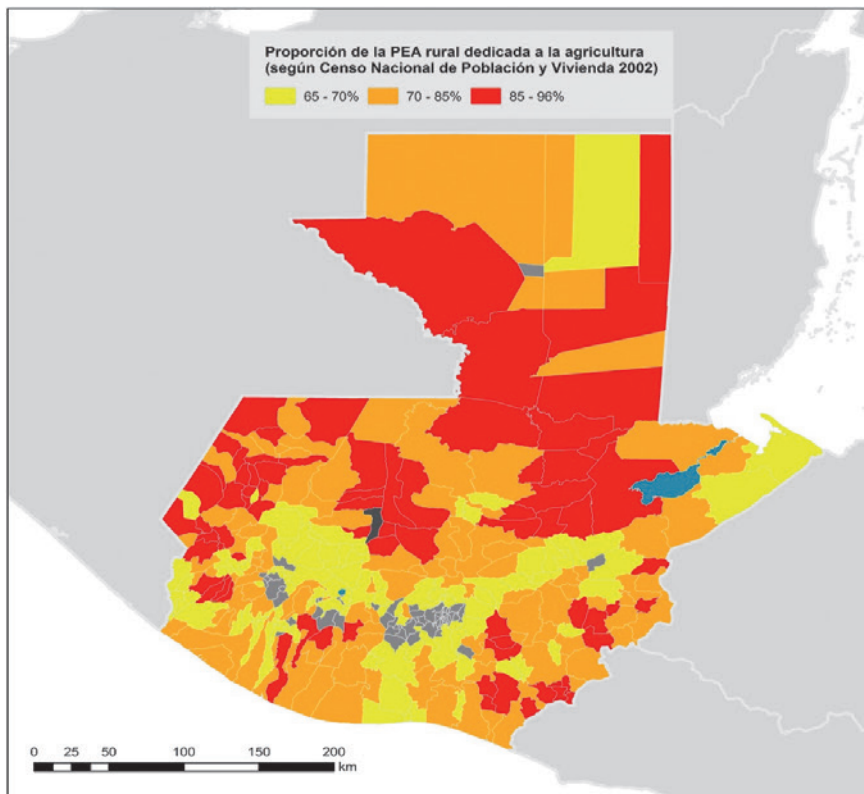 Proporción de la PEA rural dedicada a la agricultura
(según Censo Nacional de Población y Vivienda 2002)
65 - 70% 70 - 85% 85 - 96%
0 25 50 100 150 200
km